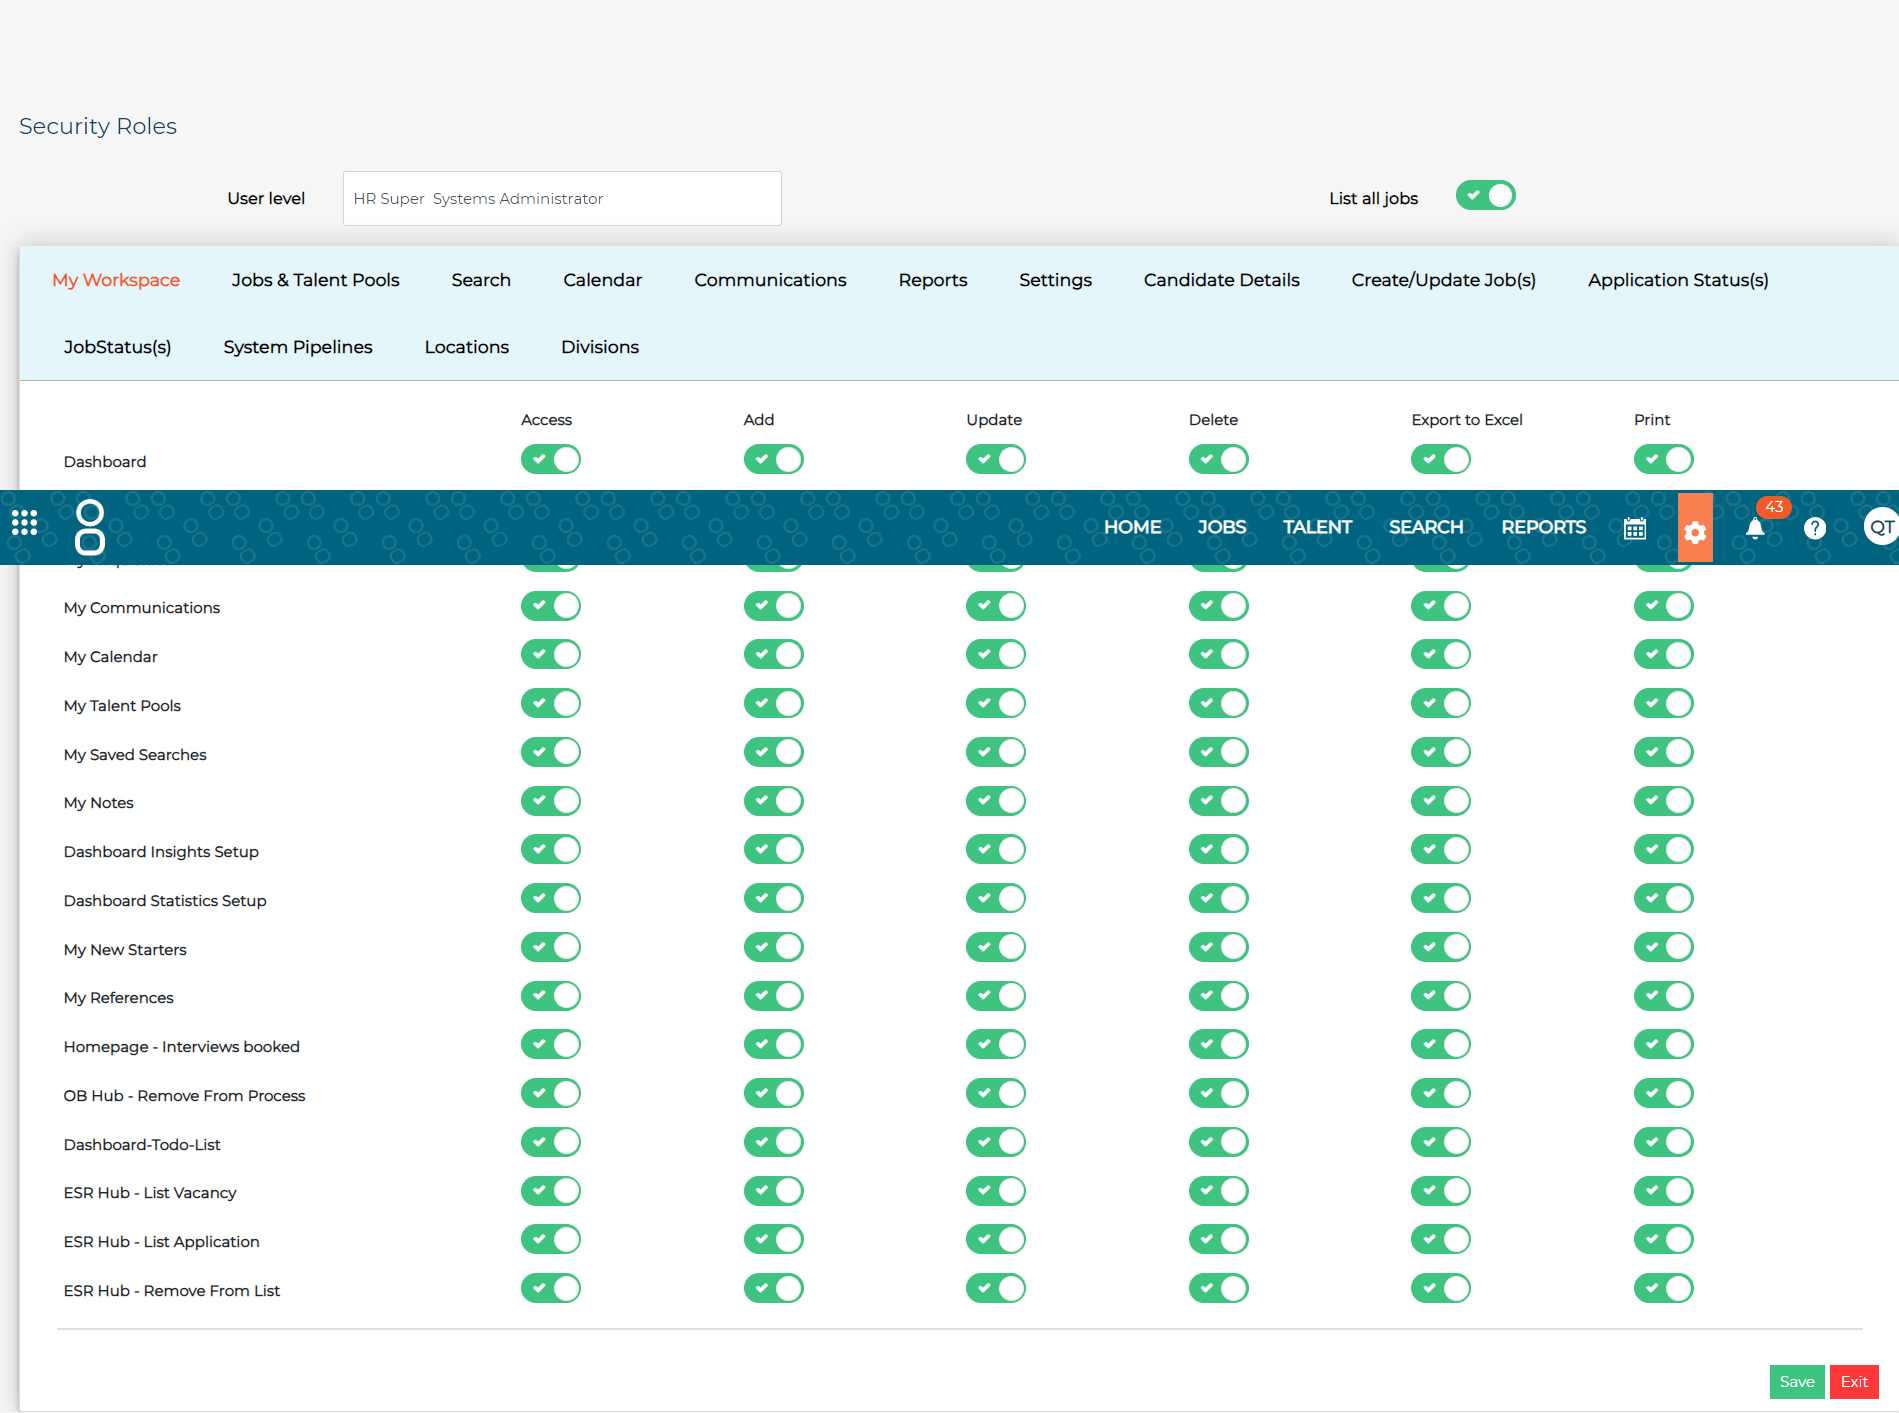 Security Roles
User level HR Super  Systems Administrator List all jobs
My Workspace Jobs & Talent Pools Search Calendar Communications Reports Settings Candidate Details Create/Update Job(s) Application Status(s)
JobStatus(s) System Pipelines Locations Divisions
Access Add Update Delete Export to Excel Print
Dashboard
HOME JOBS TALENT SEARCH REPORTS 43 ? QT
My Communications
My Calendar
My Talent Pools
My Saved Searches
My Notes
Dashboard Insights Setup
Dashboard Statistics Setup
My New Starters
My References
Homepage - Interviews booked
OB Hub - Remove From Process
Dashboard-Todo-List
ESR Hub - List Vacancy
ESR Hub - List Application
ESR Hub - Remove From List
Save Exit